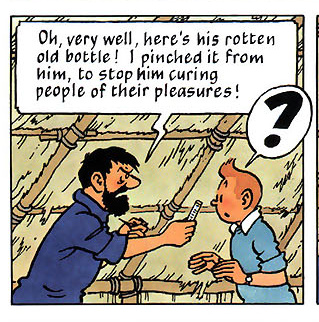 Oh, very well, here's his rotten
old bottle! I pinched it from
him, to stop him curing
people of their pleasures!
?